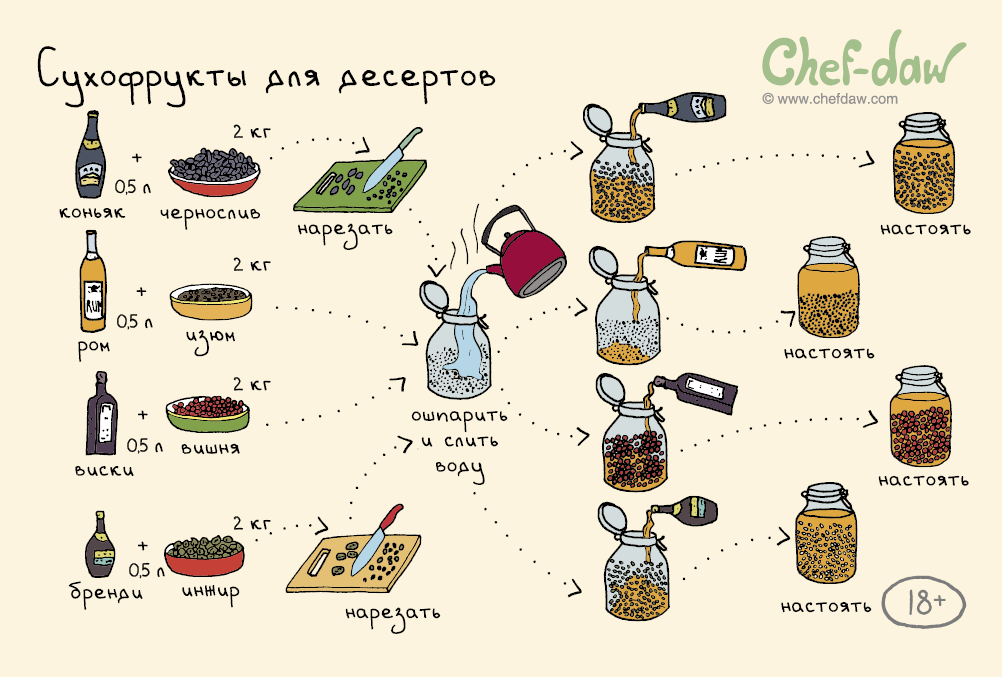 Сухофрукты для десертов
Chef-daw
© www.chefdaw.com
2 кг
+
0,5 л
коньяк
чернослив
нарезать
настоять
2 кг
RUM
+
0,5 л
RUM
ром
изюм
настоять
2 кг
+
0,5 л
виски
вишня
ошпарить
и слить
воду
настоять
2 кг
+
0,5 л
бренди
инжир
нарезать
настоять
18+